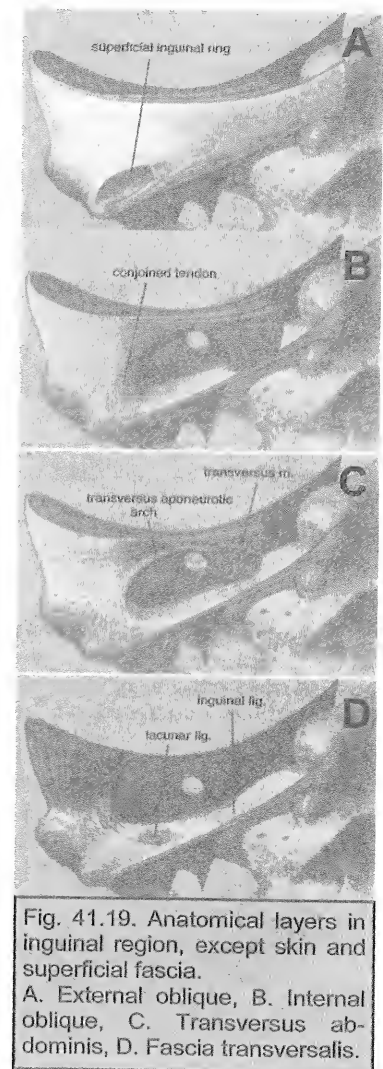 superficial inguinal ring
A
B
conjoined tendon
C
transversus m.
transversus aponeurotic
arch
inguinal lig.
D
lacunar lig.
Fig. 41.19. Anatomical layers in
inguinal region, except skin and
superficial fascia.
A. External oblique, B. Internal
oblique, C. Transversus ab-
dominis, D. Fascia transversalis.